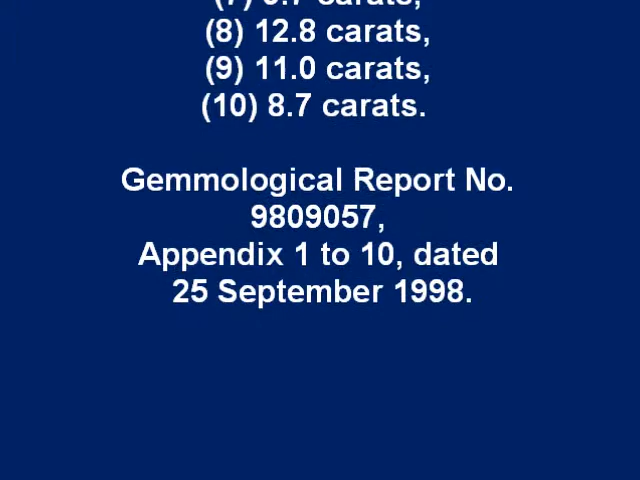 carats,
(8) 12.8 carats,
(9) 11.0 carats,
(10) 8.7 carats.
Gemmological Report No.
9809057,
Appendix 1 to 10, dated
25 September 1998.